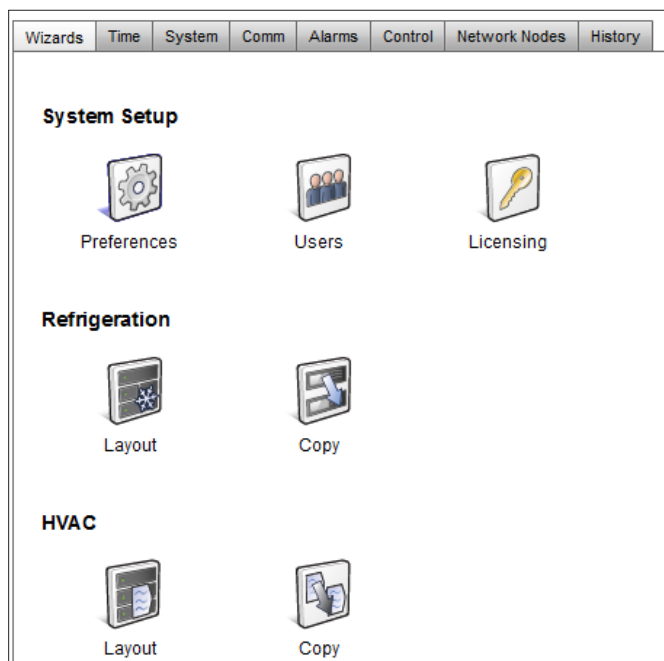 Wizards Time System Comm Alarms Control Network Nodes History
System Setup
Preferences Users Licensing
Refrigeration
Layout Copy
HVAC
Layout Copy